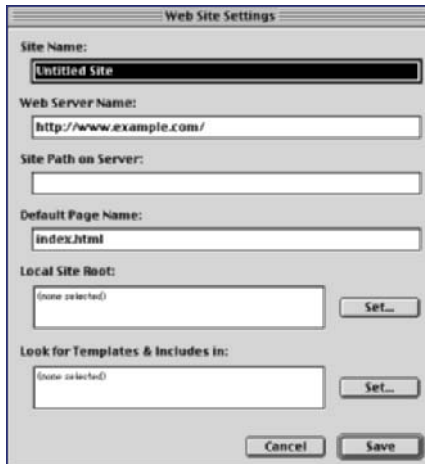 Web Site Settings
Site Name:
Untitled Site
Web Server Name:
http://www.example.com/
Site Path on Server:
Default Page Name:
index.html
Local Site Root:
(none selected)
Set...
Look for Templates & Includes in:
(none selected)
Set...
Cancel Save